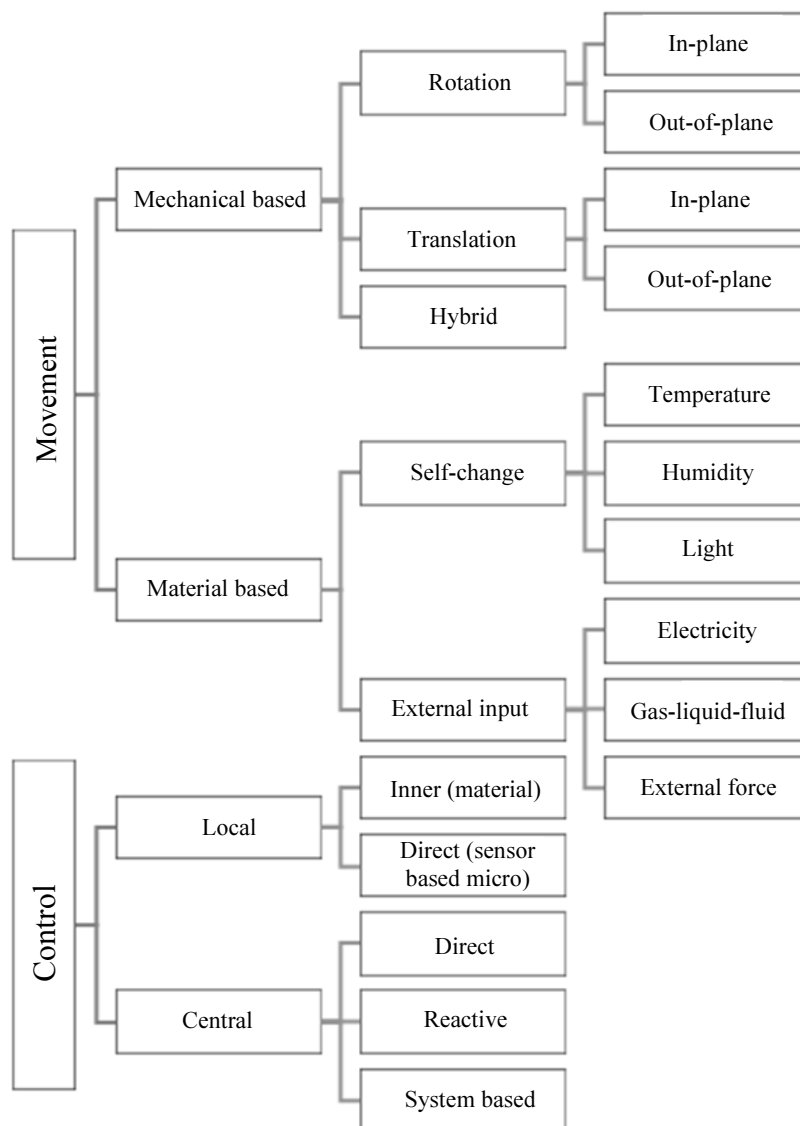 Movement
Mechanical based
Rotation
In-plane
Out-of-plane
Translation
In-plane
Out-of-plane
Hybrid
Material based
Self-change
Temperature
Humidity
Light
External input
Electricity
Gas-liquid-fluid
External force
Control
Local
Inner (material)
Direct (sensor
based micro)
Central
Direct
Reactive
System based